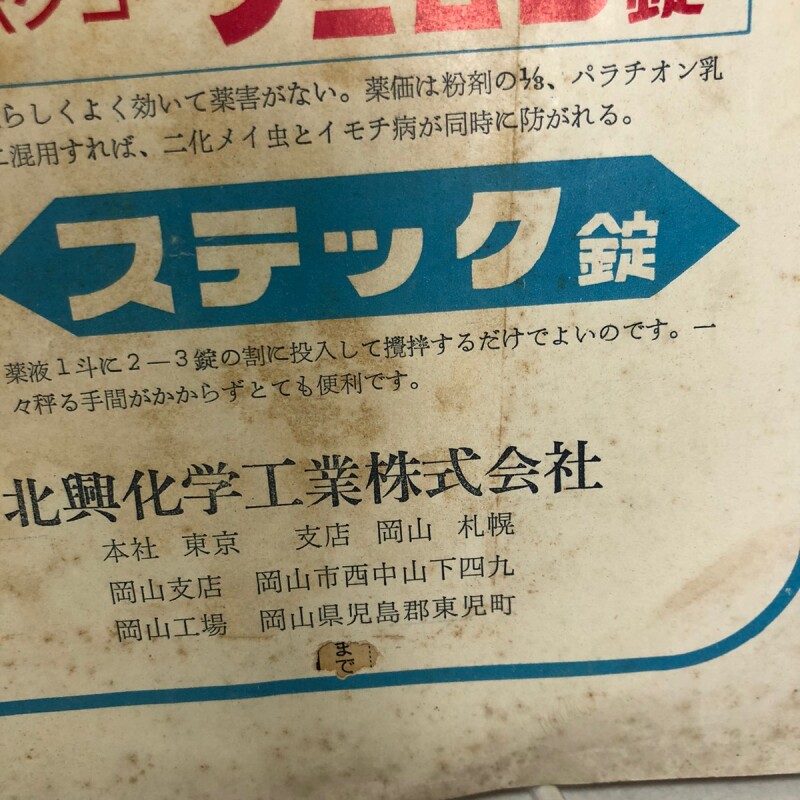 錠
らしくよく効いて薬害がない。薬価は粉剤の1/3、パラチオン乳
混用すれば、二化メイ虫とイモチ病が同時に防がれる。
ステック錠
薬液1斗に2―3錠の割に投入して攪拌するだけでよいのです。一
々秤る手間がかからずとても便利です。
北興化学工業株式会社
本社 東京 支店 岡山 札幌
岡山支店 岡山市西中山下四九
岡山工場 岡山県児島郡東児町
まで